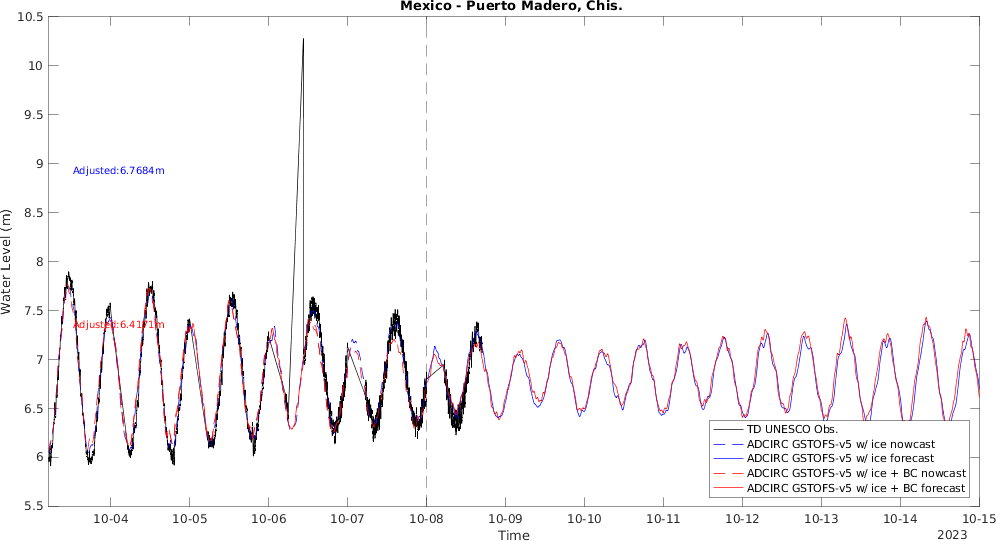 Mexico - Puerto Madero, Chis.
10.5
10
9.5
9
8.5
8
7.5
7
6.5
6
5.5
Water Level (m)
Adjusted:6.7684m
Adjusted:6.4171m
TD UNESCO Obs.
ADCIRC GSTOFS-v5 w/ ice nowcast
ADCIRC GSTOFS-v5 w/ ice forecast
ADCIRC GSTOFS-v5 w/ ice + BC nowcast
ADCIRC GSTOFS-v5 w/ ice + BC forecast
10-04 10-05 10-06 10-07 10-08 10-09 10-10 10-11 10-12 10-13 10-14 10-15
Time
2023